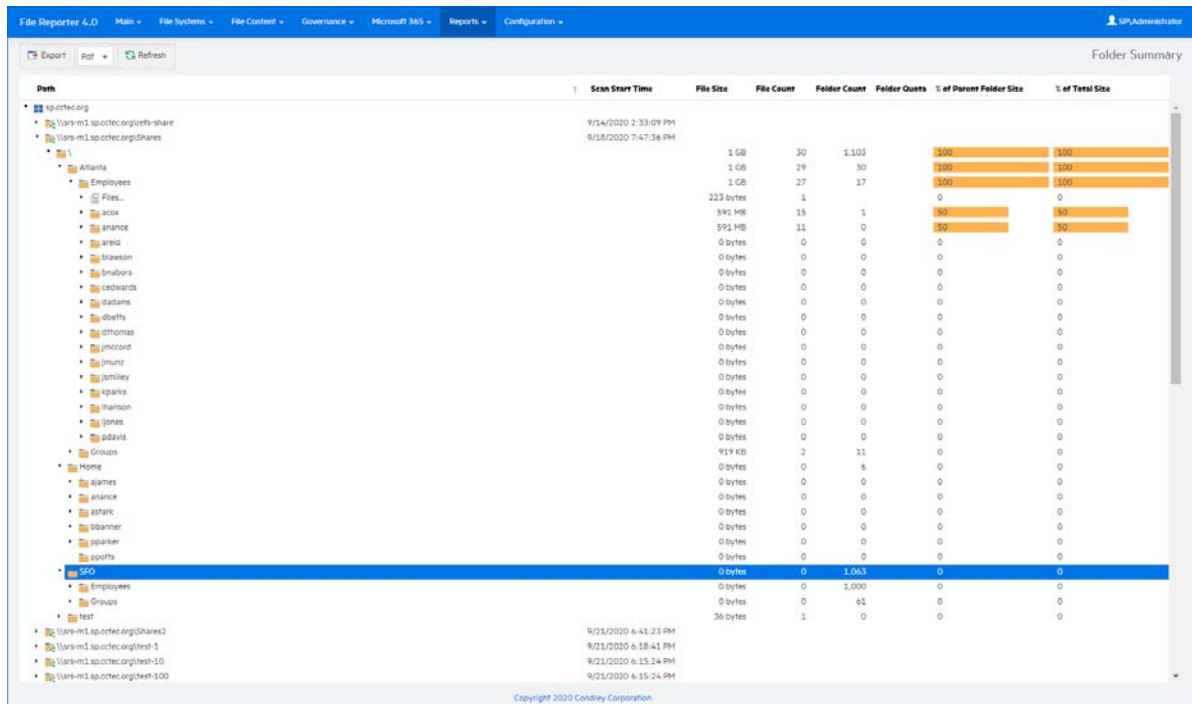 File Reporter 4.0 Main File Systems File Content Governance Microsoft 365 Reports Configuration SP\Administrator
Export Pdf Refresh Folder Summary
Path Scan Start Time File Size File Count Folder Count Folder Quota % of Parent Folder Size % of Total Size
sp.cctec.org
\\srs-m1.sp.cctec.org\refs-share 9/14/2020 2:33:09 PM
\\srs-m1.sp.cctec.org\Shares 9/18/2020 7:47:36 PM
\ 1 GB 30 1,103 100 100
Atlanta 1 GB 29 30 100 100
Employees 1 GB 27 17 100 100
Files... 223 bytes 1 0 0
acox 591 MB 15 1 50 50
anance 591 MB 11 0 50 50
areid 0 bytes 0 0 0 0
blawson 0 bytes 0 0 0 0
bnabors 0 bytes 0 0 0 0
cedwards 0 bytes 0 0 0 0
dadams 0 bytes 0 0 0 0
dbetts 0 bytes 0 0 0 0
dthomas 0 bytes 0 0 0 0
jmccord 0 bytes 0 0 0 0
jmunz 0 bytes 0 0 0 0
jsmiley 0 bytes 0 0 0 0
kparks 0 bytes 0 0 0 0
lhanson 0 bytes 0 0 0 0
ljones 0 bytes 0 0 0 0
pdavis 0 bytes 0 0 0 0
Groups 919 KB 2 11 0 0
Home 0 bytes 0 6 0 0
ajames 0 bytes 0 0 0 0
anance 0 bytes 0 0 0 0
astark 0 bytes 0 0 0 0
bbanner 0 bytes 0 0 0 0
pparker 0 bytes 0 0 0 0
ppotts 0 bytes 0 0 0 0
SFO 0 bytes 0 1,063 0 0
Employees 0 bytes 0 1,000 0 0
Groups 0 bytes 0 61 0 0
test 36 bytes 1 0 0 0
\\srs-m1.sp.cctec.org\Shares2 9/21/2020 6:41:23 PM
\\srs-m1.sp.cctec.org\test-1 9/21/2020 6:18:41 PM
\\srs-m1.sp.cctec.org\test-10 9/21/2020 6:15:24 PM
\\srs-m1.sp.cctec.org\test-100 9/21/2020 6:15:24 PM
Copyright 2020 Condrey Corporation